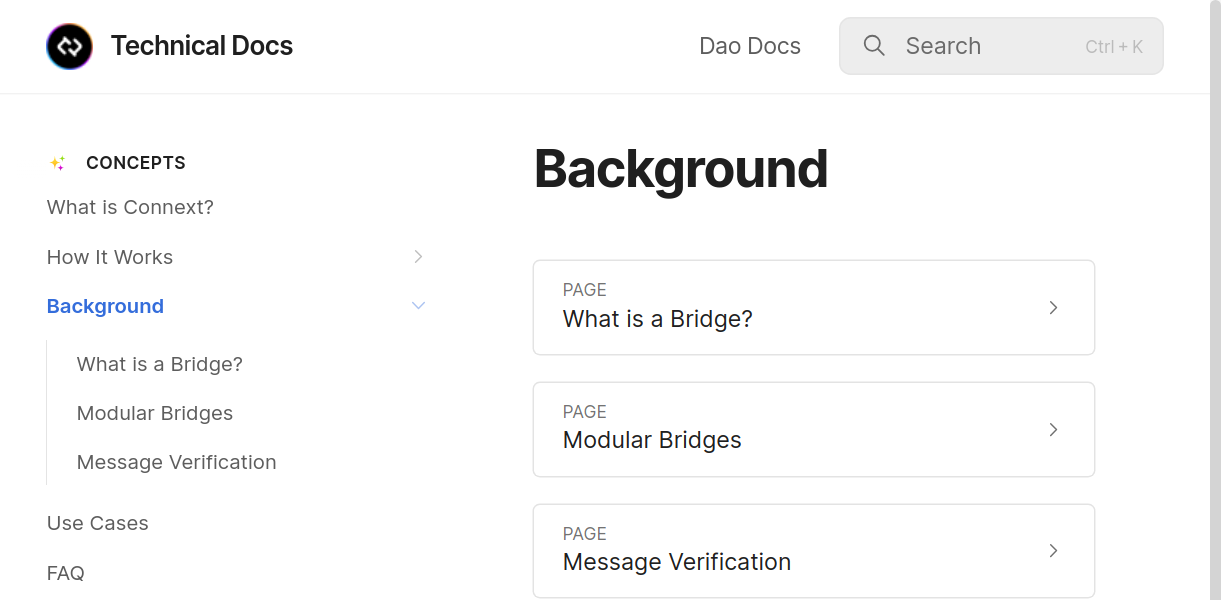 Technical Docs
Dao Docs
Search
Ctrl + K
CONCEPTS
What is Connext?
How It Works
Background
What is a Bridge?
Modular Bridges
Message Verification
Use Cases
FAQ
Background
PAGE
What is a Bridge?
PAGE
Modular Bridges
PAGE
Message Verification